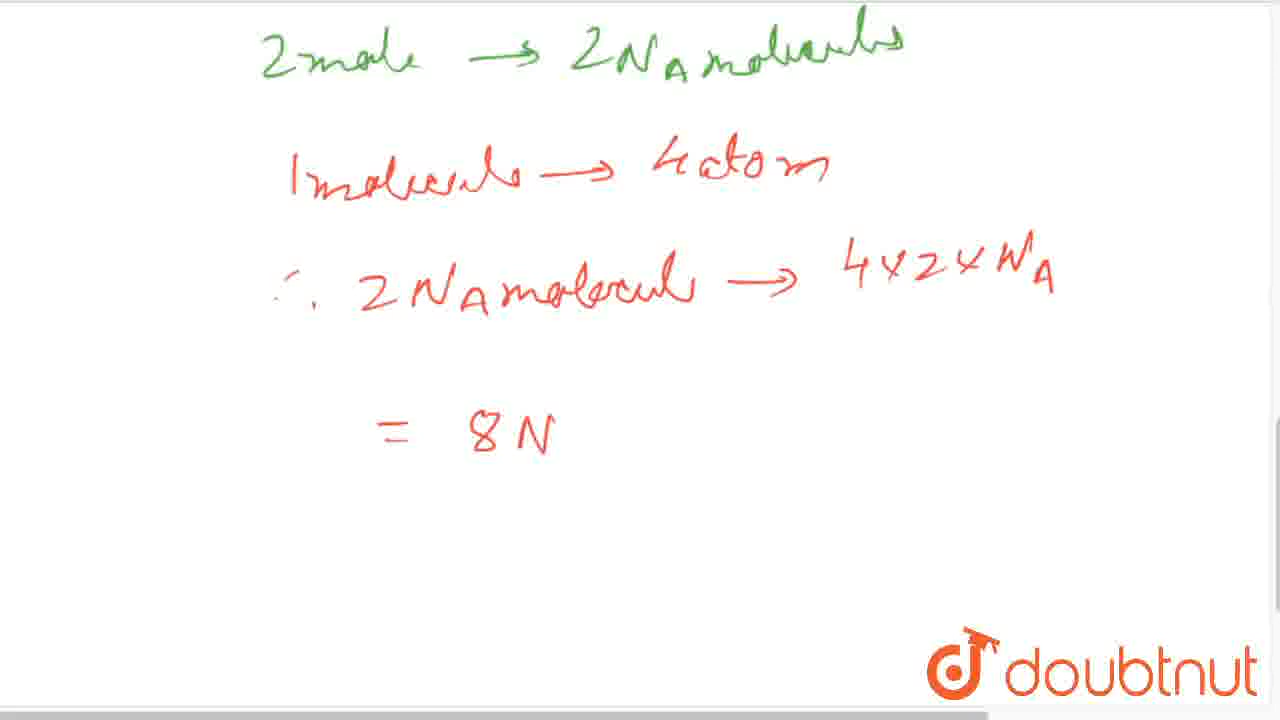 2 mole → 2NA molecules
1 molecule → 4 atom
∴ 2NA molecule → 4×2×NA
= 8N
doubtnut